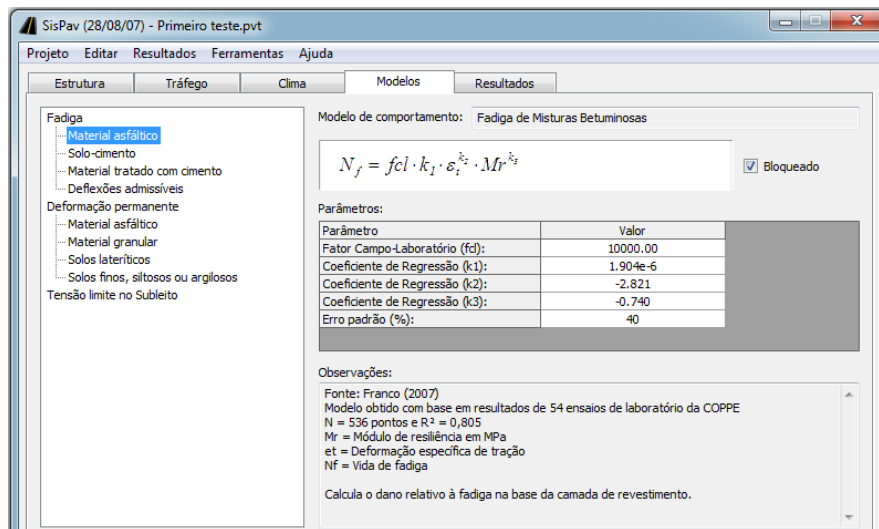 SisPav (28/08/07) - Primeiro teste.pvt
Projeto Editar Resultados Ferramentas Ajuda
Estrutura Tráfego Clima Modelos Resultados
Fadiga
Material asfáltico
Solo-cimento
Material tratado com cimento
Deflexões admissíveis
Deformação permanente
Material asfáltico
Material granular
Solos lateríticos
Solos finos, siltosos ou argilosos
Tensão limite no Subleito
Modelo de comportamento: Fadiga de Misturas Betuminosas
N_f = fcl · k_1 · ε_t^{k_2} · Mr^{k_3}
Bloqueado
Parâmetros:
Parâmetro Valor
Fator Campo-Laboratório (fcl): 10000.00
Coeficiente de Regressão (k1): 1.904e-6
Coeficiente de Regressão (k2): -2.821
Coeficiente de Regressão (k3): -0.740
Erro padrão (%): 40
Observações:
Fonte: Franco (2007)
Modelo obtido com base em resultados de 54 ensaios de laboratório da COPPE
N = 536 pontos e R² = 0,805
Mr = Módulo de resiliência em MPa
et = Deformação específica de tração
Nf = Vida de fadiga
Calcula o dano relativo à fadiga na base da camada de revestimento.